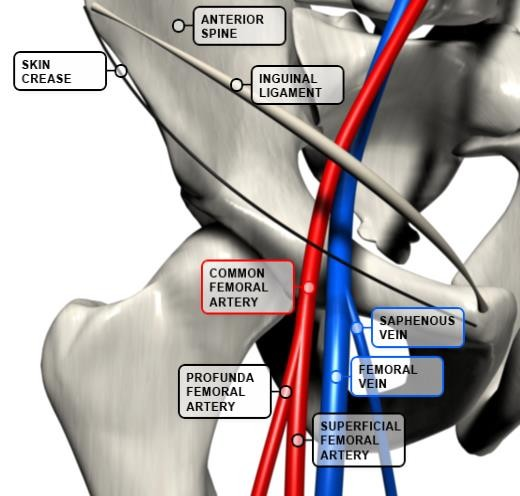 ANTERIOR
SPINE
SKIN
CREASE
INGUINAL
LIGAMENT
COMMON
FEMORAL
ARTERY
SAPHENOUS
VEIN
PROFUNDA
FEMORAL
ARTERY
FEMORAL
VEIN
SUPERFICIAL
FEMORAL
ARTERY